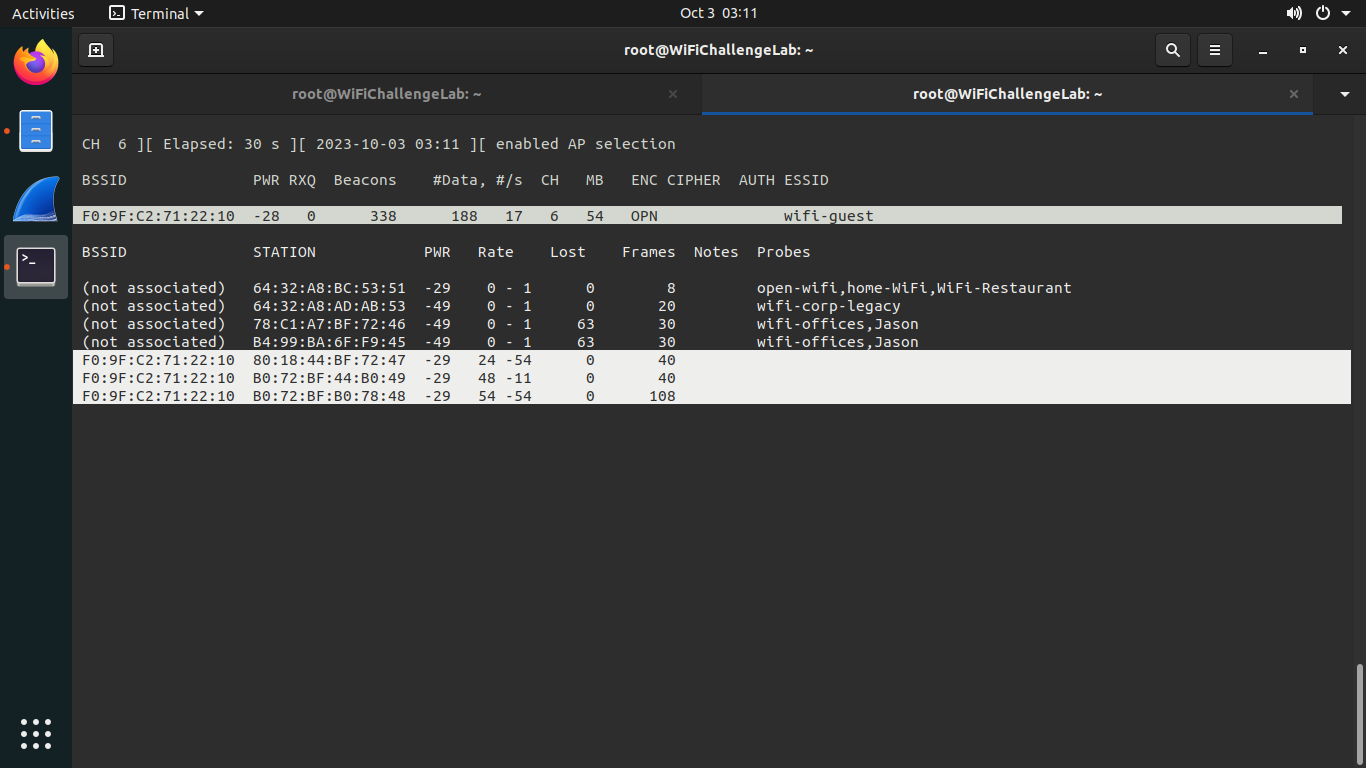 Activities Terminal Oct 3 03:11
root@WiFiChallengeLab: ~
root@WiFiChallengeLab: ~ root@WiFiChallengeLab: ~
CH 6 ][ Elapsed: 30 s ][ 2023-10-03 03:11 ][ enabled AP selection
BSSID PWR RXQ Beacons #Data, #/s CH MB ENC CIPHER AUTH ESSID
F0:9F:C2:71:22:10 -28 0 338 188 17 6 54 OPN wifi-guest
BSSID STATION PWR Rate Lost Frames Notes Probes
(not associated) 64:32:A8:BC:53:51 -29 0 - 1 0 8 open-wifi,home-WiFi,WiFi-Restaurant
(not associated) 64:32:A8:AD:AB:53 -49 0 - 1 0 20 wifi-corp-legacy
(not associated) 78:C1:A7:BF:72:46 -49 0 - 1 63 30 wifi-offices,Jason
(not associated) B4:99:BA:6F:F9:45 -49 0 - 1 63 30 wifi-offices,Jason
F0:9F:C2:71:22:10 80:18:44:BF:72:47 -29 24 -54 0 40
F0:9F:C2:71:22:10 B0:72:BF:44:B0:49 -29 48 -11 0 40
F0:9F:C2:71:22:10 B0:72:BF:B0:78:48 -29 54 -54 0 108